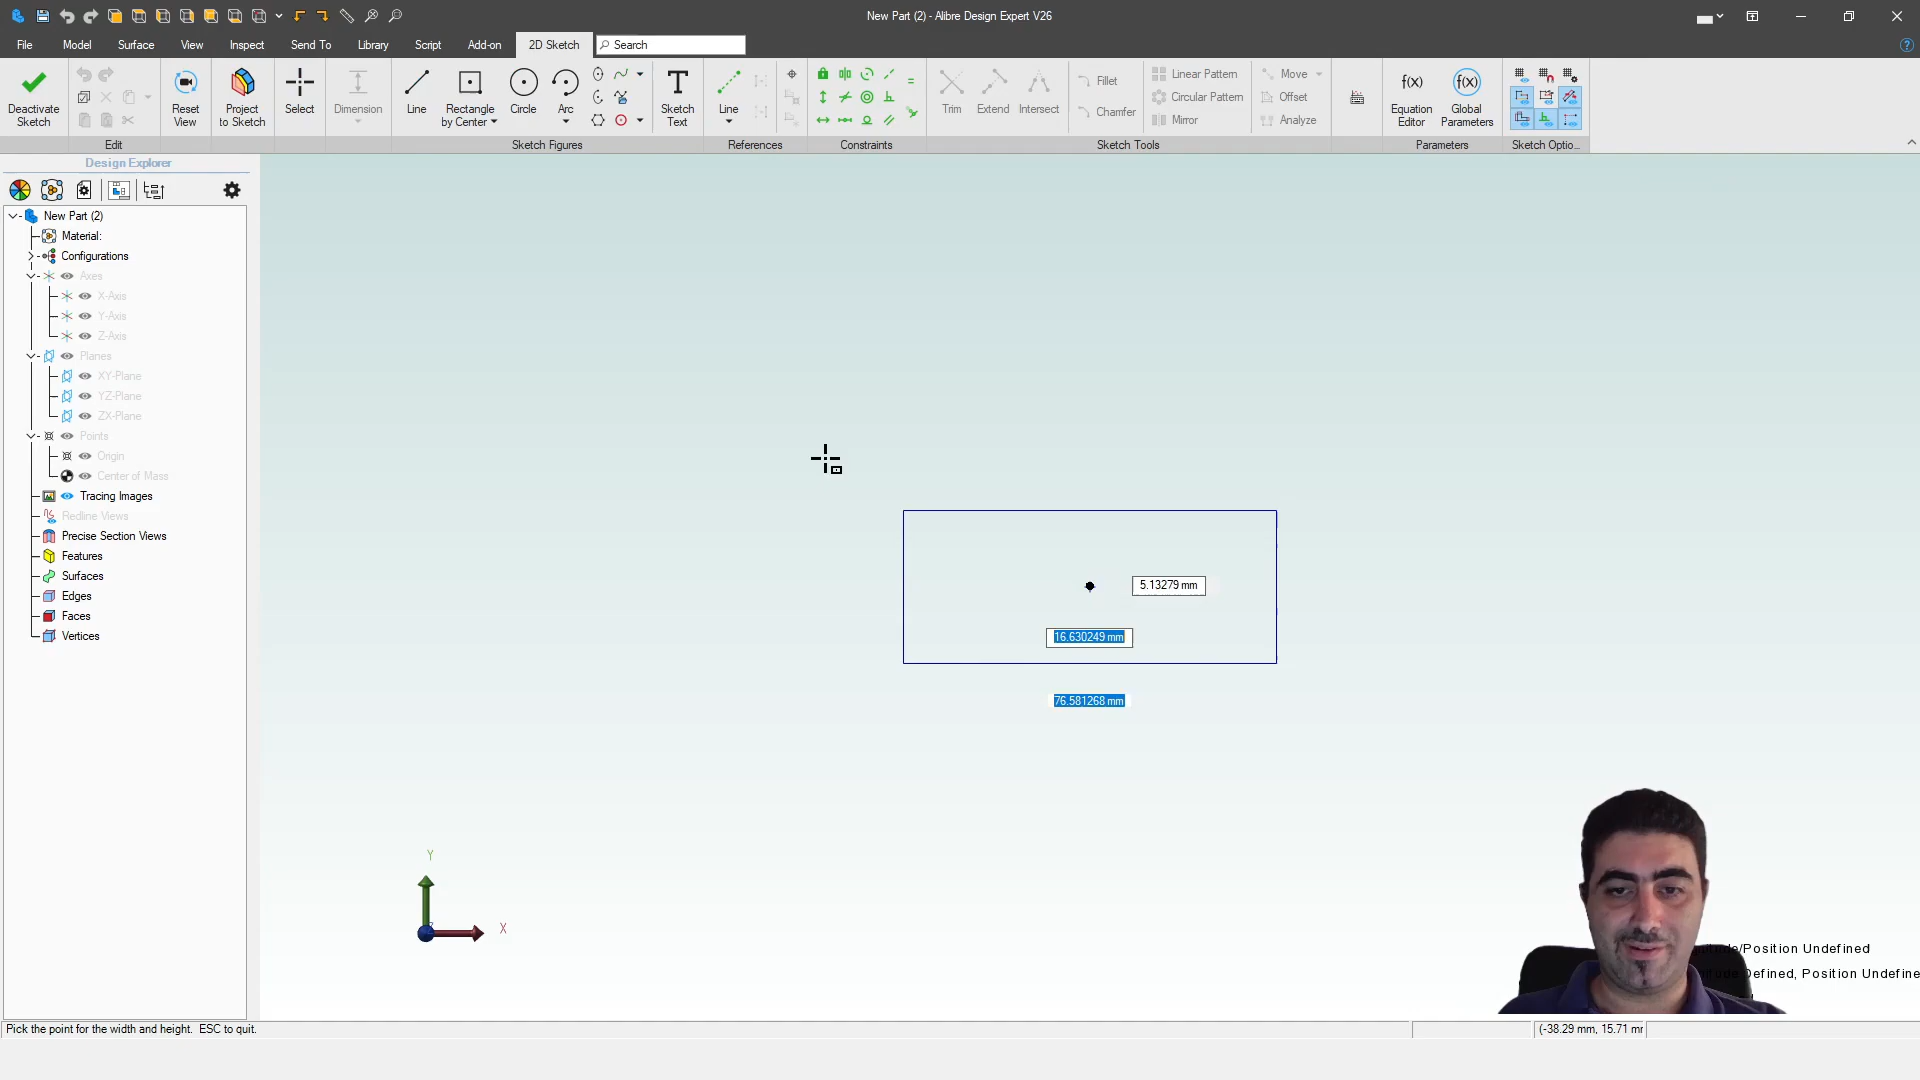 New Part (2) - Alibre Design Expert V26
File Model Surface View Inspect Send To Library Script Add-on 2D Sketch Search
Deactivate Sketch
Reset View
Project to Sketch
Select
Dimension
Line
Rectangle by Center
Circle
Arc
Sketch Text
Line
Trim
Extend
Intersect
Fillet
Chamfer
Linear Pattern
Circular Pattern
Mirror
Move
Offset
Analyze
f(x)
Equation Editor
f(x)
Global Parameters
Edit
Sketch Figures
References
Constraints
Sketch Tools
Parameters
Sketch Optio...
Design Explorer
New Part (2)
Material:
Configurations
Axes
X-Axis
Y-Axis
Z-Axis
Planes
XY-Plane
YZ-Plane
ZX-Plane
Points
Origin
Center of Mass
Tracing Images
Redline Views
Precise Section Views
Features
Surfaces
Edges
Faces
Vertices
5.13279 mm
16.630249 mm
76.581268 mm
Y
X
/Position Undefined
efined, Position Undefine
Pick the point for the width and height. ESC to quit.
(-38.29 mm, 15.71 mr